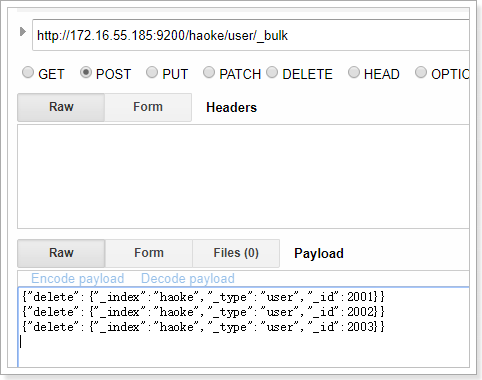 http://172.16.55.185:9200/haoke/user/_bulk
GET POST PUT PATCH DELETE HEAD OPTIO
Raw Form Headers
Raw Form Files (0) Payload
Encode payload Decode payload
{"delete":{"_index":"haoke","_type":"user","_id":2001}}
{"delete":{"_index":"haoke","_type":"user","_id":2002}}
{"delete":{"_index":"haoke","_type":"user","_id":2003}}